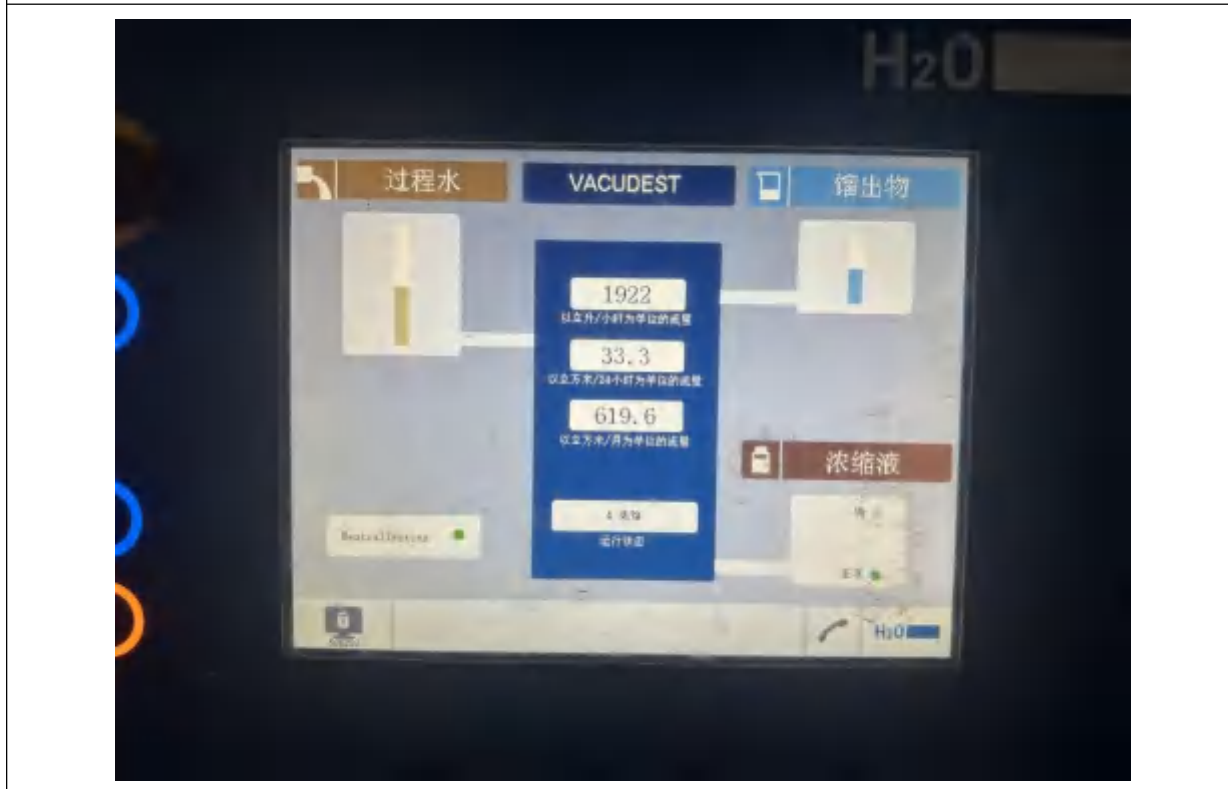 H2O
过程水
VACUDEST
馏出物
1922
以立升/小时为单位的流量
33.3
以立方米/24小时为单位的流量
619.6
以立方米/月为单位的流量
浓缩液
运行状态
H2O